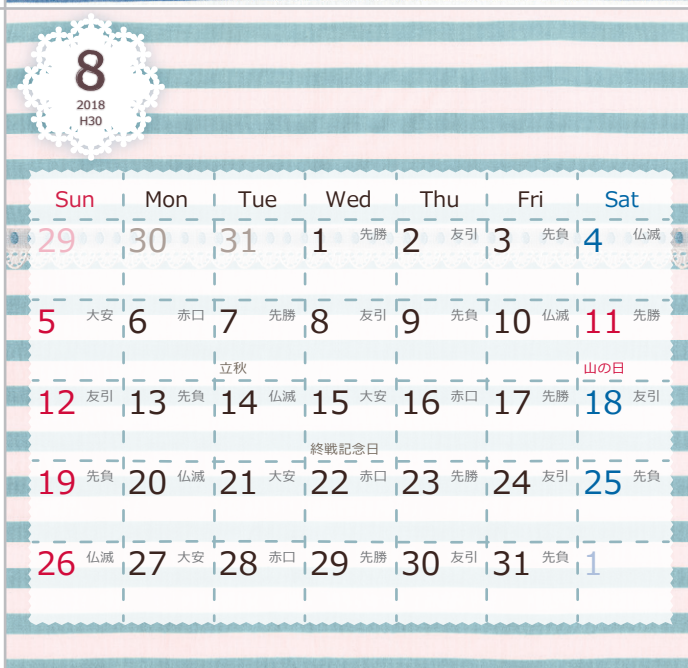 8
2018
H30
Sun Mon Tue Wed Thu Fri Sat
29 30 31 1 先勝 2 友引 3 先負 4 仏滅
5 大安 6 赤口 7 先勝 8 友引 9 先負 10 仏滅 11 先勝
立秋 山の日
12 友引 13 先負 14 仏滅 15 大安 16 赤口 17 先勝 18 友引
終戦記念日
19 先負 20 仏滅 21 大安 22 赤口 23 先勝 24 友引 25 先負
26 仏滅 27 大安 28 赤口 29 先勝 30 友引 31 先負 1